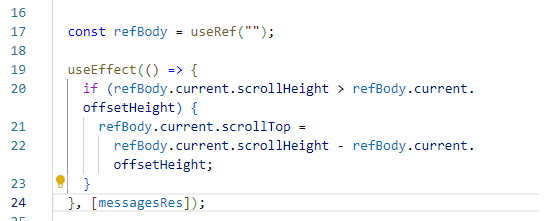 16
17 const refBody = useRef("");
18
19 useEffect(() => {
20 if (refBody.current.scrollHeight > refBody.current.
offsetHeight) {
21 refBody.current.scrollTop =
22 refBody.current.scrollHeight - refBody.current.
offsetHeight;
23 }
24 }, [messagesRes]);